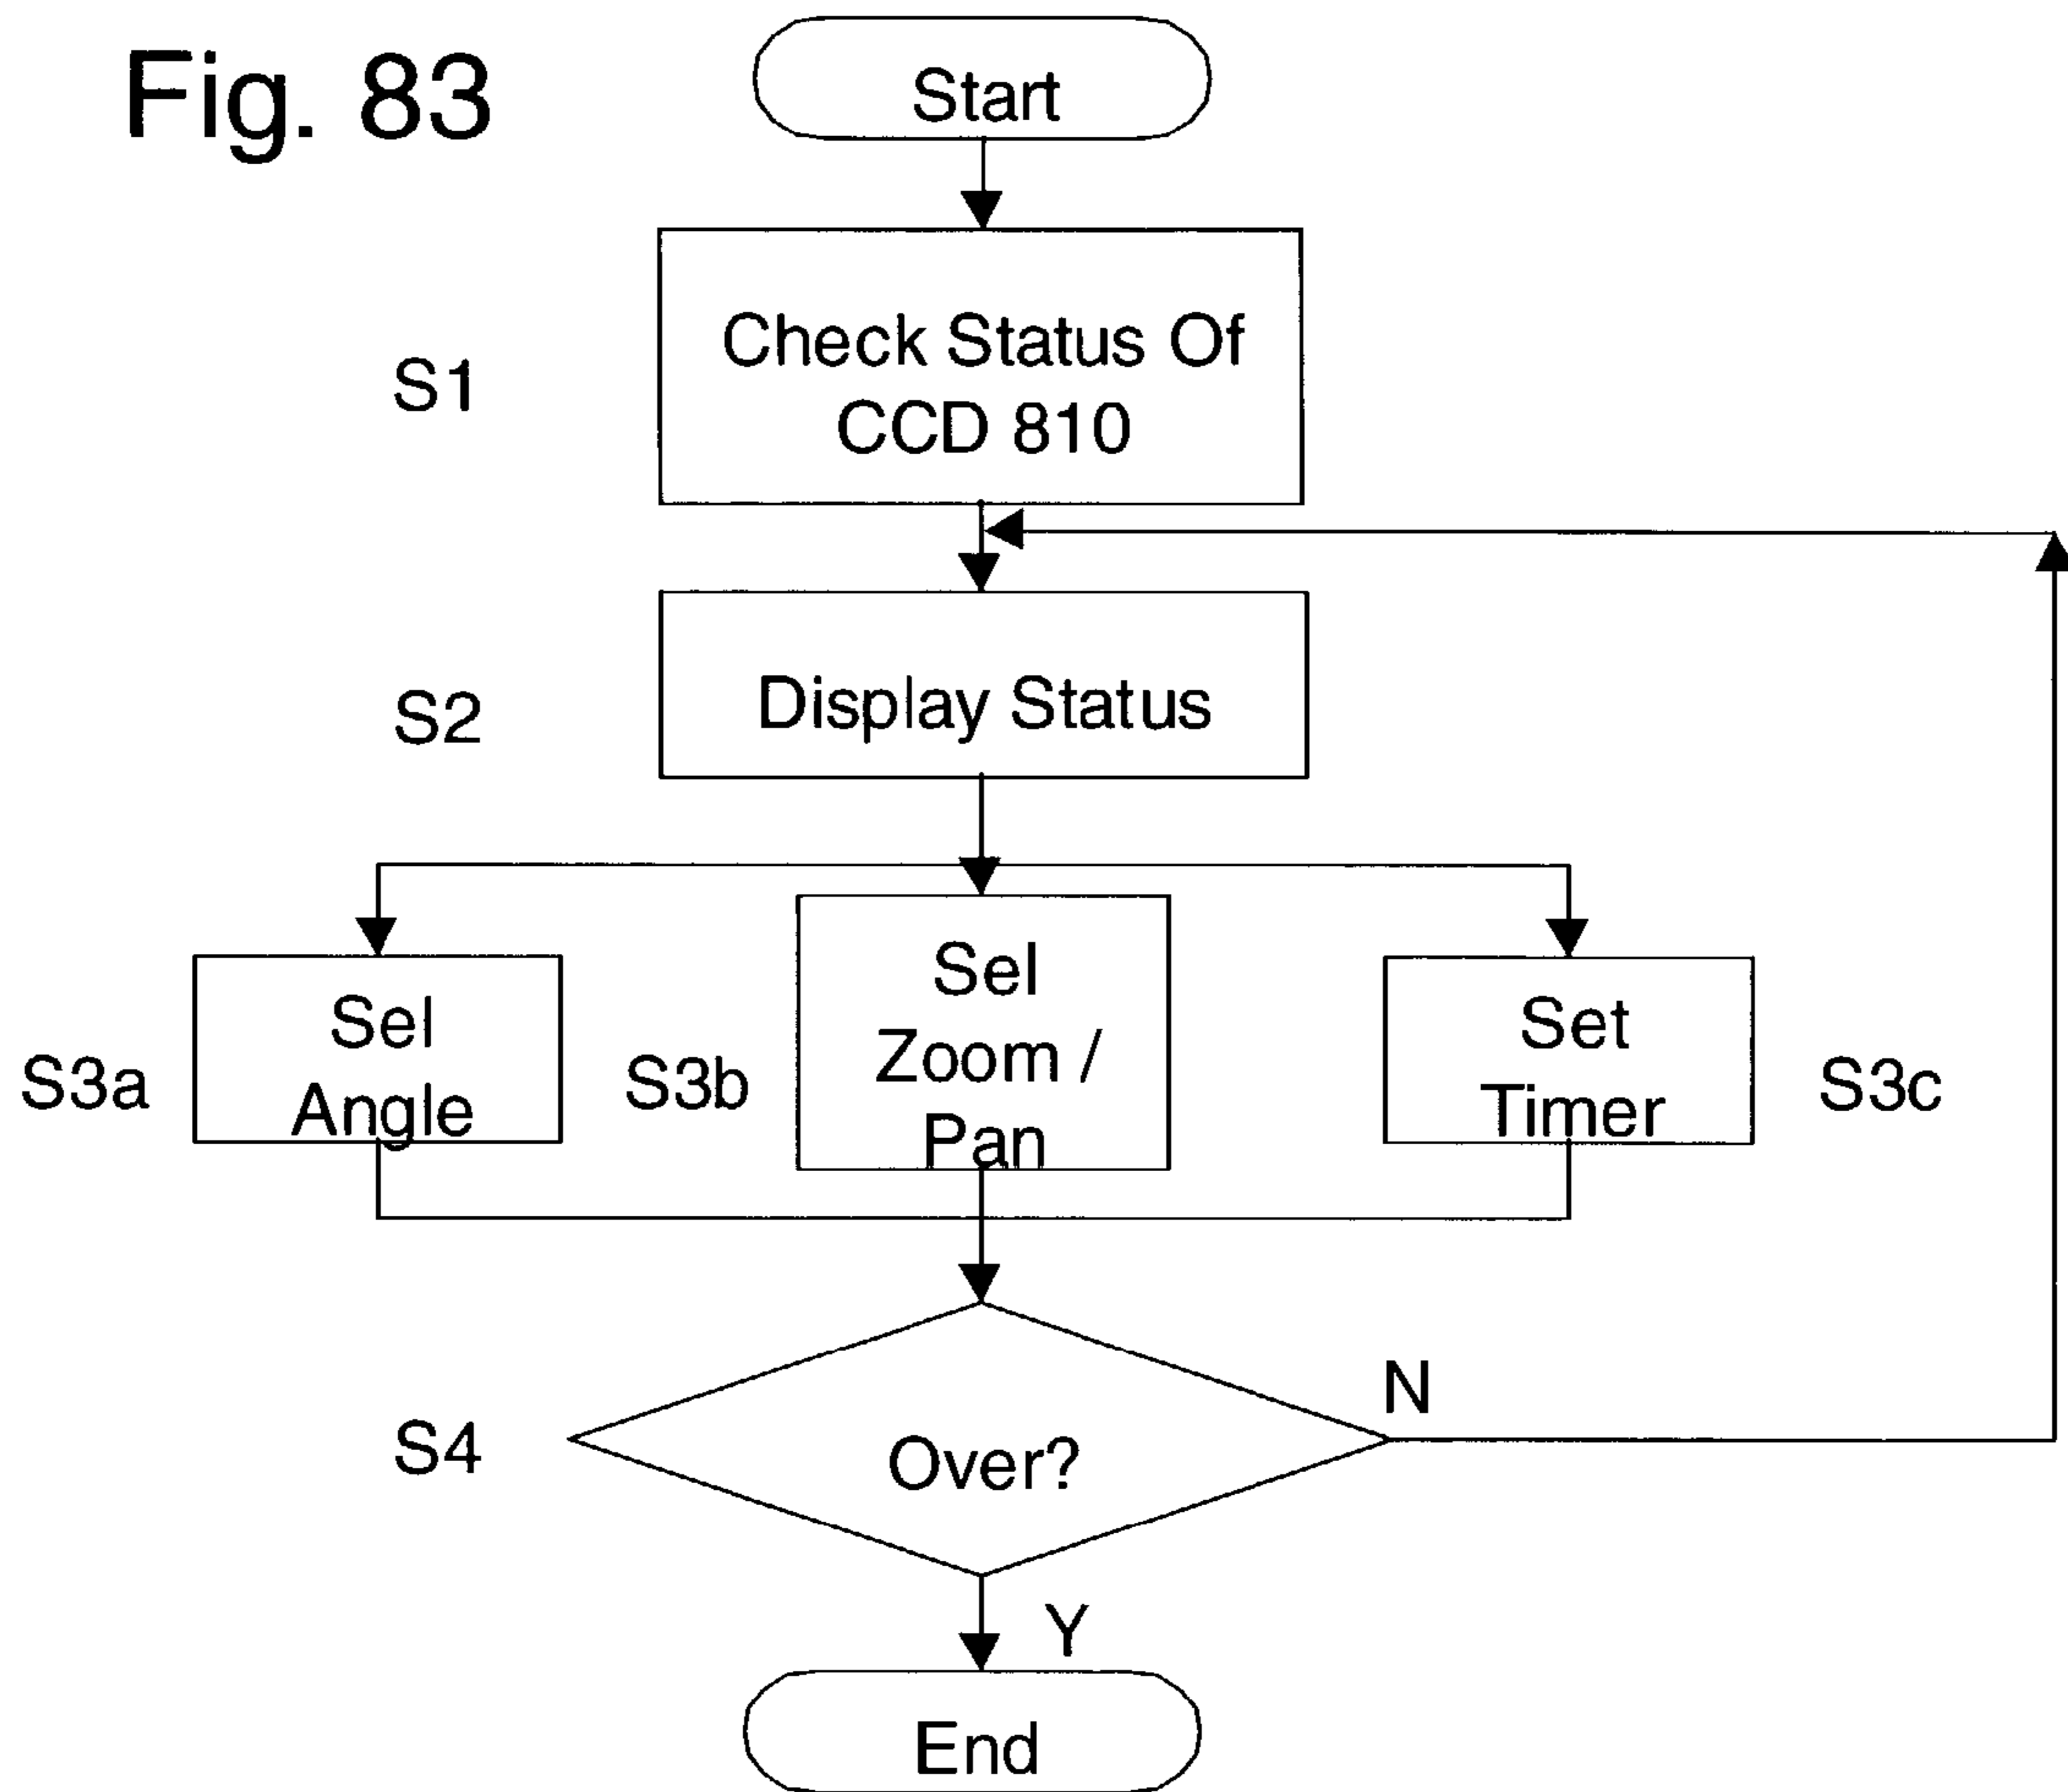 Fig. 83
Start
S1
Check Status Of
CCD 810
S2
Display Status
S3a
Sel
Angle
S3b
Sel
Zoom /
Pan
Set
Timer
S3c
S4
Over?
N
Y
End